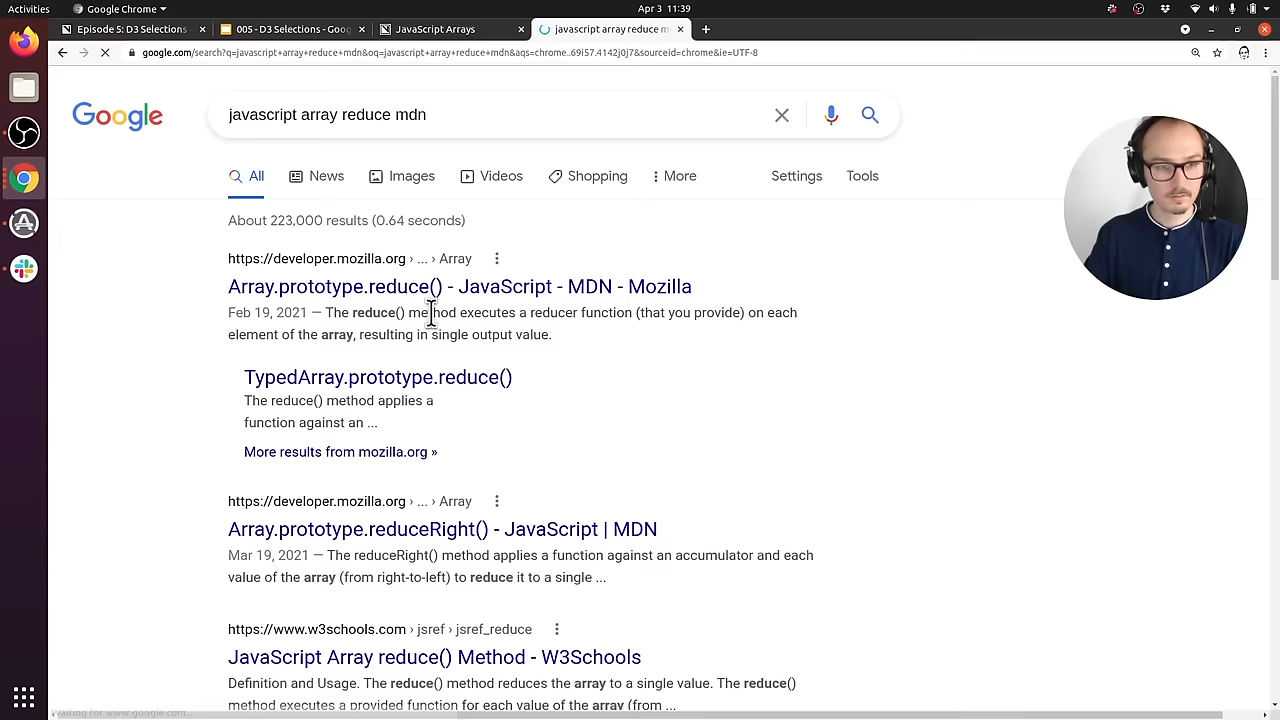 Activities
Google Chrome
Apr 3 11:39
Episode 5: D3 Selections
005 - D3 Selections - Goog
JavaScript Arrays
javascript array reduce m
google.com/search?q=javascript+array+reduce+mdn&oq=javascript+array+reduce+mdn&aqs=chrome..69i57.4142j0j7&sourceid=chrome&ie=UTF-8
Google
javascript array reduce mdn
All
News
Images
Videos
Shopping
More
Settings
Tools
About 223,000 results (0.64 seconds)
https://developer.mozilla.org › ... › Array
Array.prototype.reduce() - JavaScript - MDN - Mozilla
Feb 19, 2021 — The reduce() method executes a reducer function (that you provide) on each
element of the array, resulting in single output value.
TypedArray.prototype.reduce()
The reduce() method applies a
function against an ...
More results from mozilla.org »
https://developer.mozilla.org › ... › Array
Array.prototype.reduceRight() - JavaScript | MDN
Mar 19, 2021 — The reduceRight() method applies a function against an accumulator and each
value of the array (from right-to-left) to reduce it to a single ...
https://www.w3schools.com › jsref › jsref_reduce
JavaScript Array reduce() Method - W3Schools
Definition and Usage. The reduce() method reduces the array to a single value. The reduce()
method executes a provided function for each value of the array (from ...
Waiting for www.google.com...